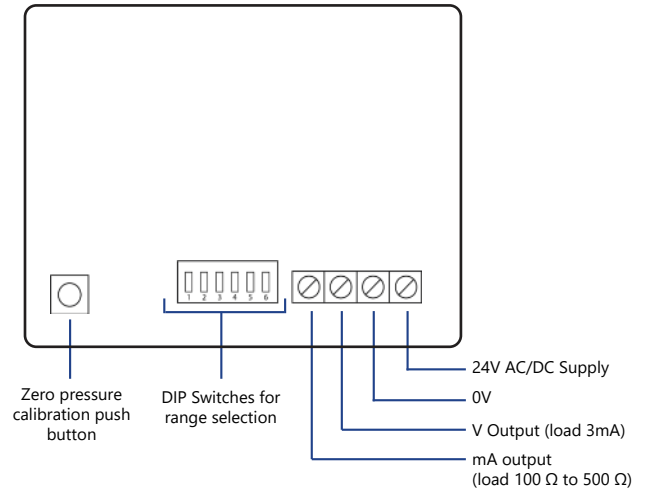 1 2 3 4 5 6
24V AC/DC Supply
0V
V Output (load 3mA)
mA output
(load 100 Ω to 500 Ω)
Zero pressure
calibration push
button
DIP Switches for
range selection